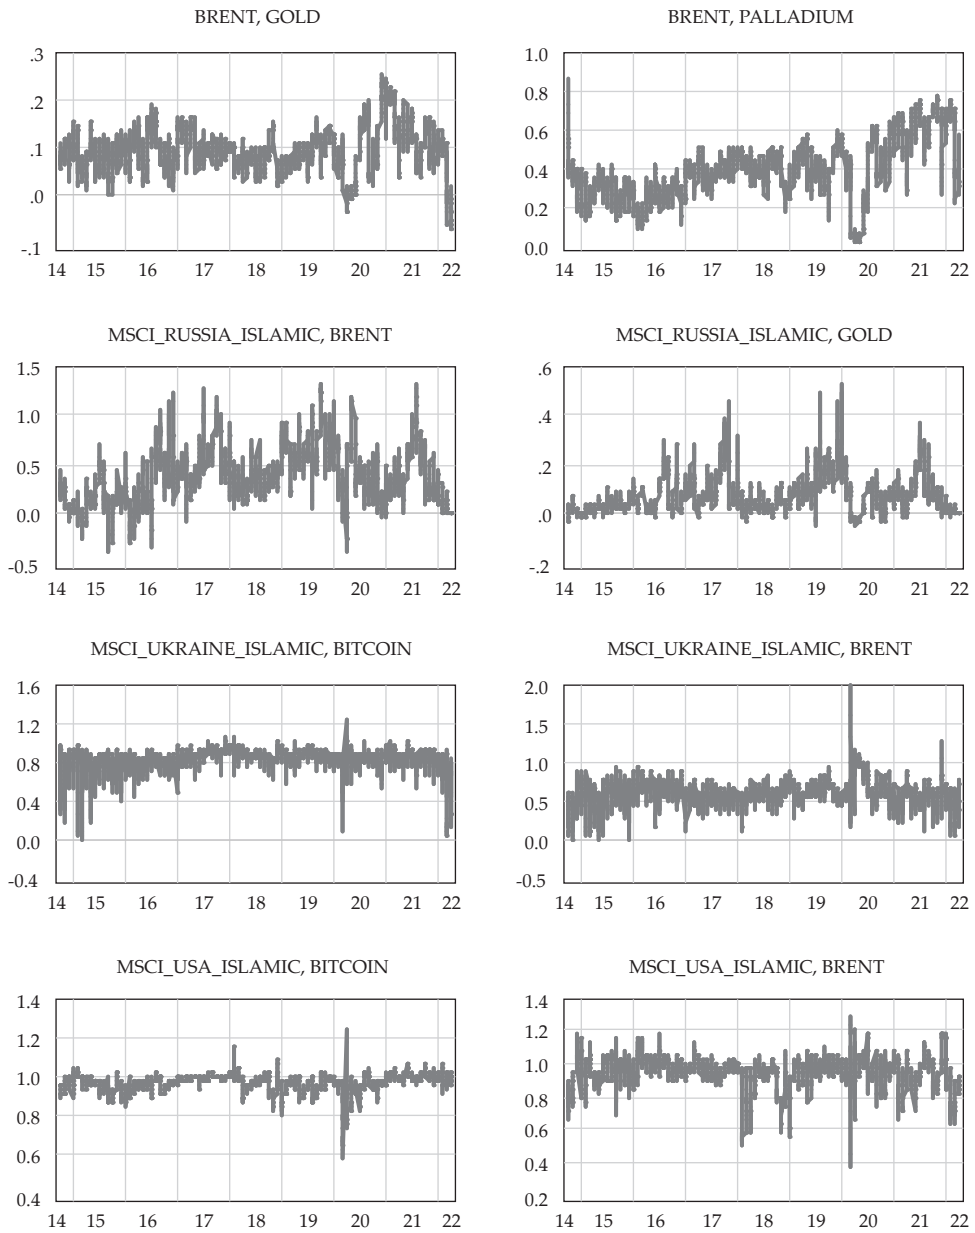 BRENT, GOLD
.3
.2
.1
.0
-.1
14 15 16 17 18 19 20 21 22
BRENT, PALLADIUM
1.0
0.8
0.6
0.4
0.2
0.0
14 15 16 17 18 19 20 21 22
MSCI_RUSSIA_ISLAMIC, BRENT
1.5
1.0
0.5
0.0
-0.5
14 15 16 17 18 19 20 21 22
MSCI_RUSSIA_ISLAMIC, GOLD
.6
.4
.2
.0
-.2
14 15 16 17 18 19 20 21 22
MSCI_UKRAINE_ISLAMIC, BITCOIN
1.6
1.2
0.8
0.4
0.0
-0.4
14 15 16 17 18 19 20 21 22
MSCI_UKRAINE_ISLAMIC, BRENT
2.0
1.5
1.0
0.5
0.0
-0.5
14 15 16 17 18 19 20 21 22
MSCI_USA_ISLAMIC, BITCOIN
1.4
1.2
1.0
0.8
0.6
0.4
14 15 16 17 18 19 20 21 22
MSCI_USA_ISLAMIC, BRENT
1.4
1.2
1.0
0.8
0.6
0.4
0.2
14 15 16 17 18 19 20 21 22